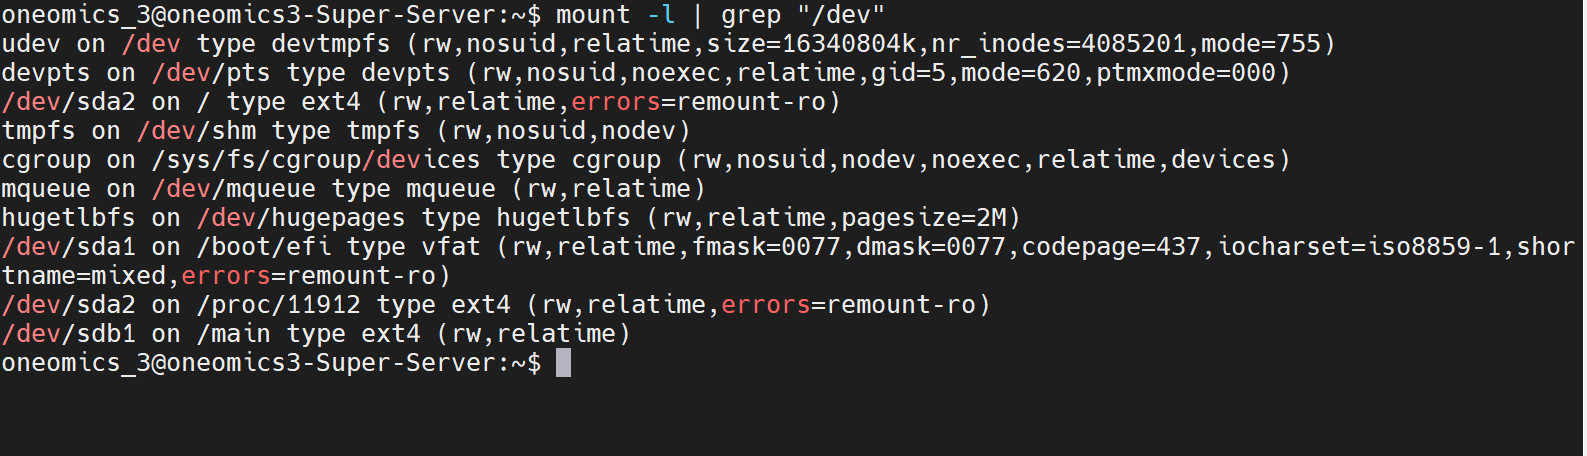 oneomics_3@oneomics3-Super-Server:~$ mount -l | grep "/dev"
udev on /dev type devtmpfs (rw,nosuid,relatime,size=16340804k,nr_inodes=4085201,mode=755)
devpts on /dev/pts type devpts (rw,nosuid,noexec,relatime,gid=5,mode=620,ptmxmode=000)
/dev/sda2 on / type ext4 (rw,relatime,errors=remount-ro)
tmpfs on /dev/shm type tmpfs (rw,nosuid,nodev)
cgroup on /sys/fs/cgroup/devices type cgroup (rw,nosuid,nodev,noexec,relatime,devices)
mqueue on /dev/mqueue type mqueue (rw,relatime)
hugetlbfs on /dev/hugepages type hugetlbfs (rw,relatime,pagesize=2M)
/dev/sda1 on /boot/efi type vfat (rw,relatime,fmask=0077,dmask=0077,codepage=437,iocharset=iso8859-1,shor
tname=mixed,errors=remount-ro)
/dev/sda2 on /proc/11912 type ext4 (rw,relatime,errors=remount-ro)
/dev/sdb1 on /main type ext4 (rw,relatime)
oneomics_3@oneomics3-Super-Server:~$